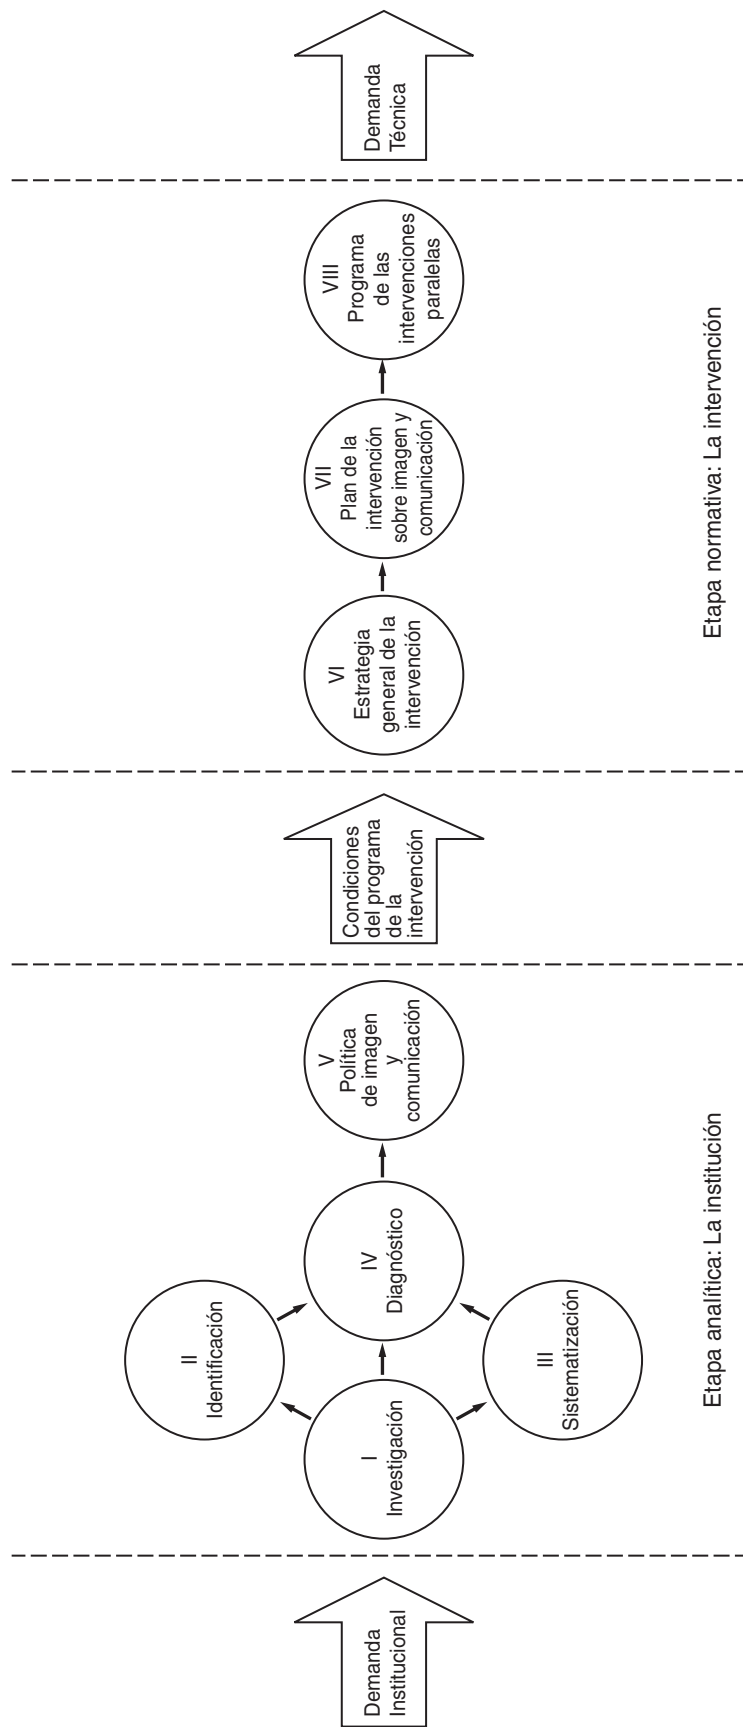 Demanda
Institucional
I
Investigación
II
Identificación
III
Sistematización
IV
Diagnóstico
V
Política
de imagen
y
comunicación
Etapa analítica: La institución
Condiciones
del programa
de la
intervención
VI
Estrategia
general de la
intervención
VII
Plan de la
intervención
sobre imagen y
comunicación
VIII
Programa
de las
intervenciones
paralelas
Etapa normativa: La intervención
Demanda
Técnica